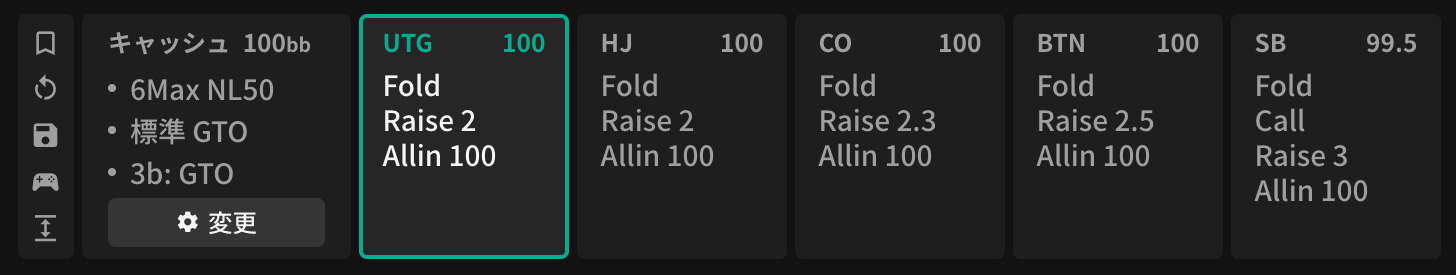 キャッシュ 100bb
• 6Max NL50
• 標準 GTO
• 3b: GTO
変更
UTG 100
Fold
Raise 2
Allin 100
HJ 100
Fold
Raise 2
Allin 100
CO 100
Fold
Raise 2.3
Allin 100
BTN 100
Fold
Raise 2.5
Allin 100
SB 99.5
Fold
Call
Raise 3
Allin 100